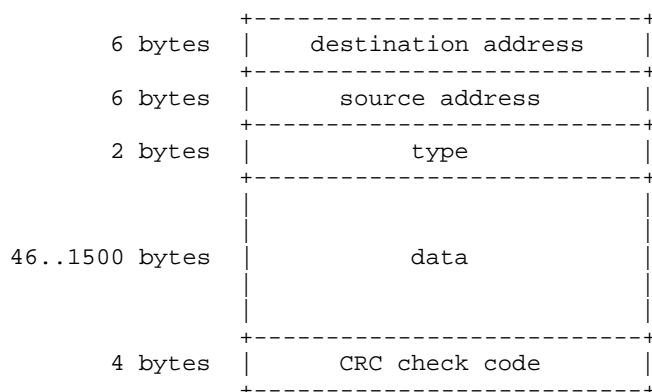 6 bytes destination address
6 bytes source address
2 bytes type
46..1500 bytes data
4 bytes CRC check code